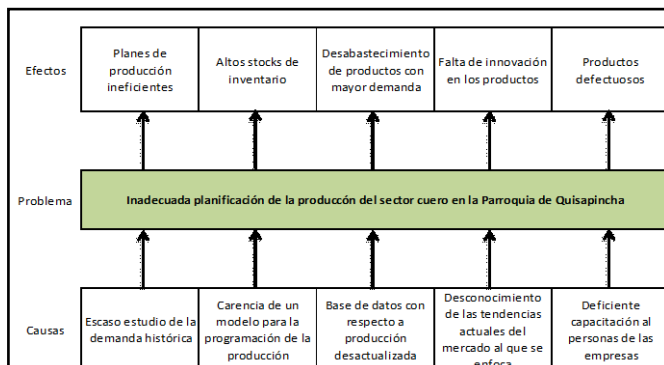 Efectos
Planes de
producción
ineficientes
Altos stocks de
inventario
Desabastecimiento
de productos con
mayor demanda
Falta de innovación
en los productos
Productos
defectuosos
Problema
Inadecuada planificación de la produccón del sector cuero en la Parroquia de Quisapincha
Causas
Escaso estudio de la
demanda histórica
Carencia de un
modelo para la
programación de la
producción
Base de datos con
respecto a
producción
desactualizada
Desconocimiento
de las tendencias
actuales del
mercado al que se
enfoca
Deficiente
capacitación al
personas de las
empresas